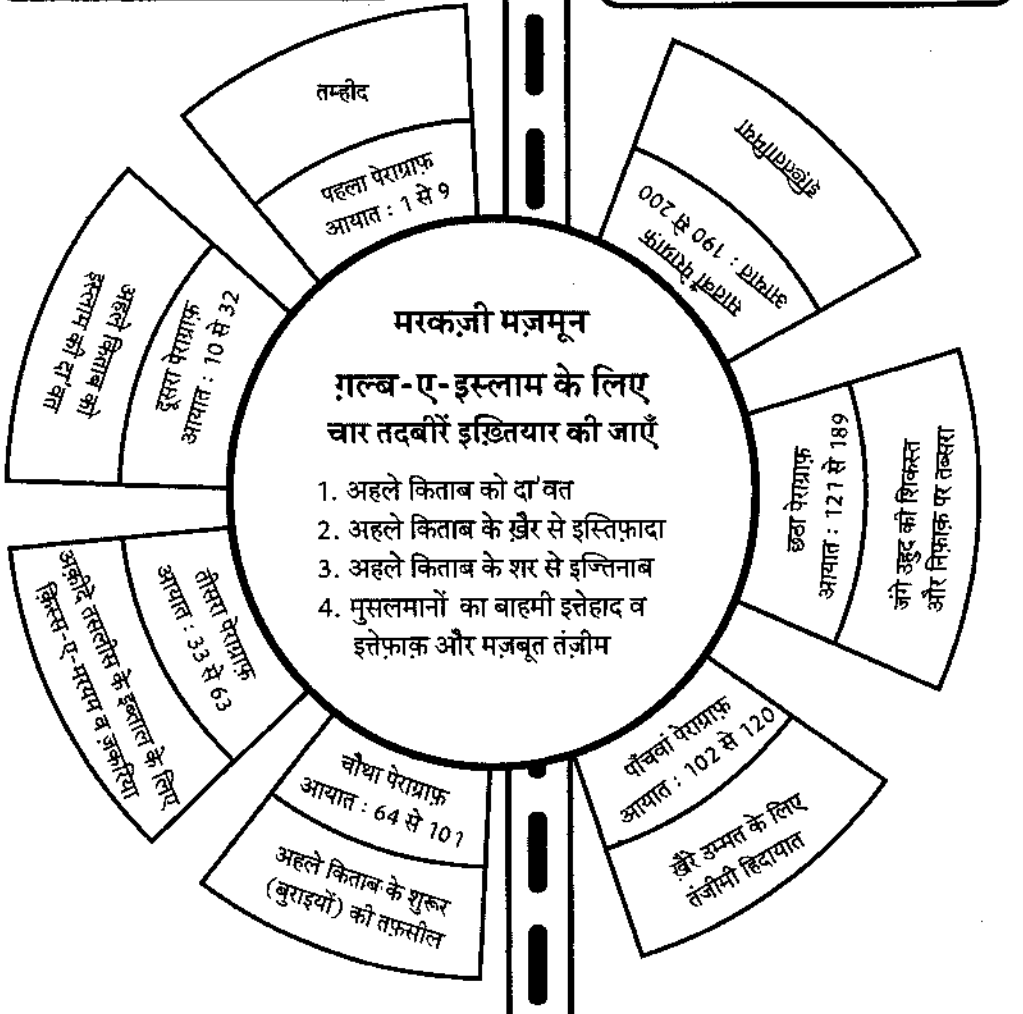 तम्हीद
पहला पेराग्राफ़
आयात : 1 से 9
अहले किताब को
इस्लाम की दा'वत
दूसरा पेराग्राफ़
आयात : 10 से 32
तीसरा पेराग्राफ़
आयात : 33 से 63
अक़ीदे तसलीस के इब्ताल के लिए
क़िस्स-ए-मरयम व ज़करिया
चौथा पेराग्राफ़
आयात : 64 से 101
अहले किताब के शुरूर
(बुराइयों) की तफ़सील
पाँचवां पेराग्राफ़
आयात : 102 से 120
ख़ैरे उम्मत के लिए
तंज़ीमी हिदायात
छठा पेराग्राफ़
आयात : 121 से 189
जंगे उहुद की शिकस्त
और निफ़ाक़ पर तब्सरा
सातवाँ पेराग्राफ़
आयात : 190 से 200
इख़्तितामिया
मरकज़ी मज़मून
ग़ल्ब-ए-इस्लाम के लिए
चार तदबीरें इख़्तियार की जाएँ
1. अहले किताब को दा'वत
2. अहले किताब के ख़ैर से इस्तिफ़ादा
3. अहले किताब के शर से इज्तिनाब
4. मुसलमानों का बाहमी इत्तेहाद व
इत्तेफ़ाक़ और मज़बूत तंज़ीम